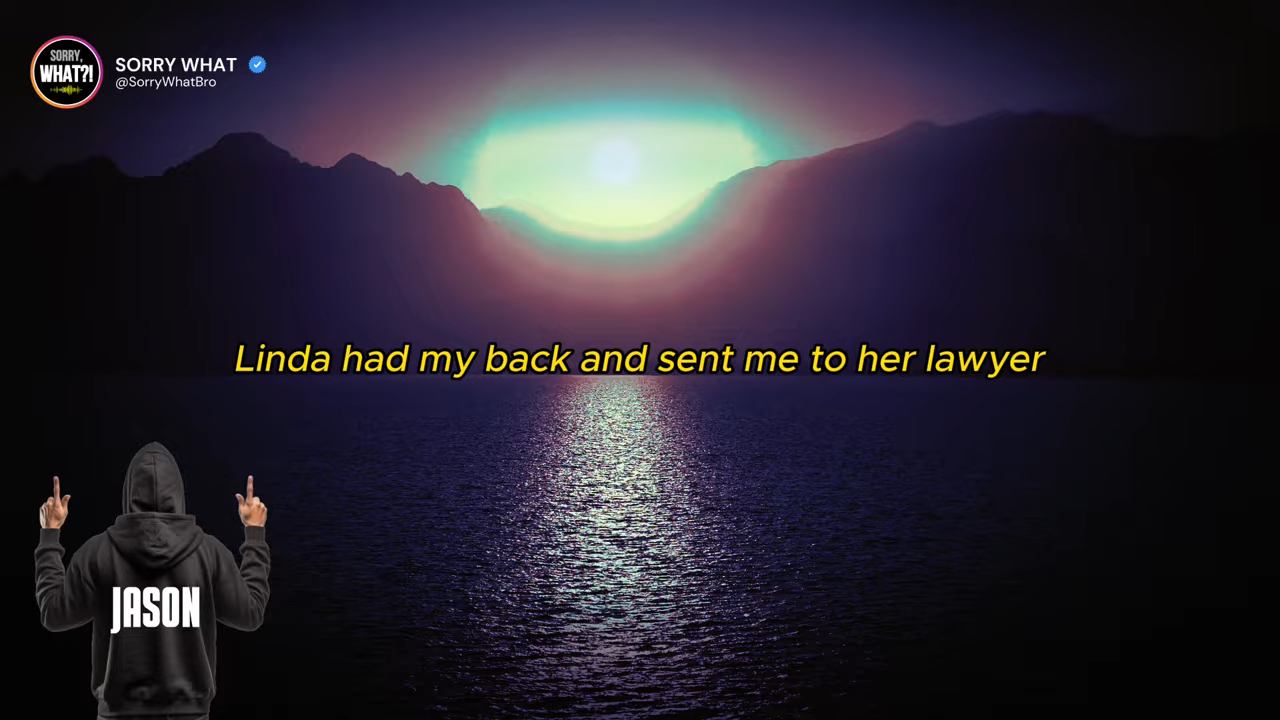 SORRY,
WHAT?!
SORRY WHAT
@SorryWhatBro
Linda had my back and sent me to her lawyer
JASON